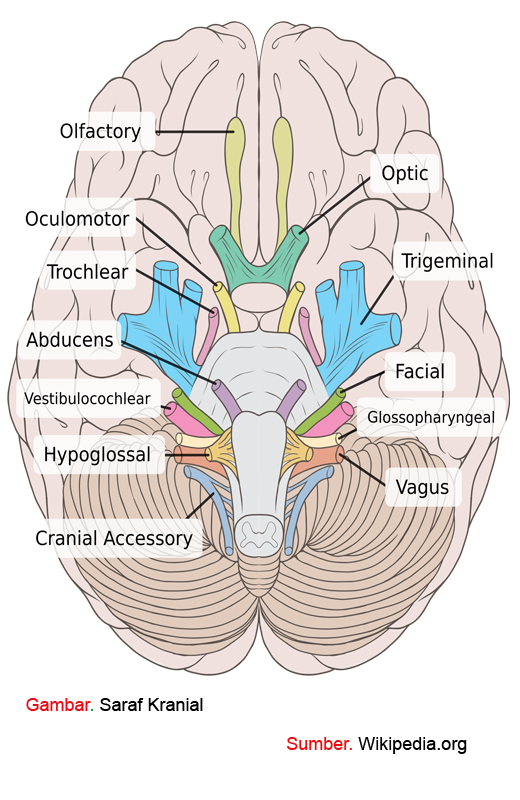 Olfactory
Optic
Oculomotor
Trigeminal
Trochlear
Abducens
Facial
Vestibulocochlear
Glossopharyngeal
Hypoglossal
Vagus
Cranial Accessory
Gambar. Saraf Kranial
Sumber. Wikipedia.org